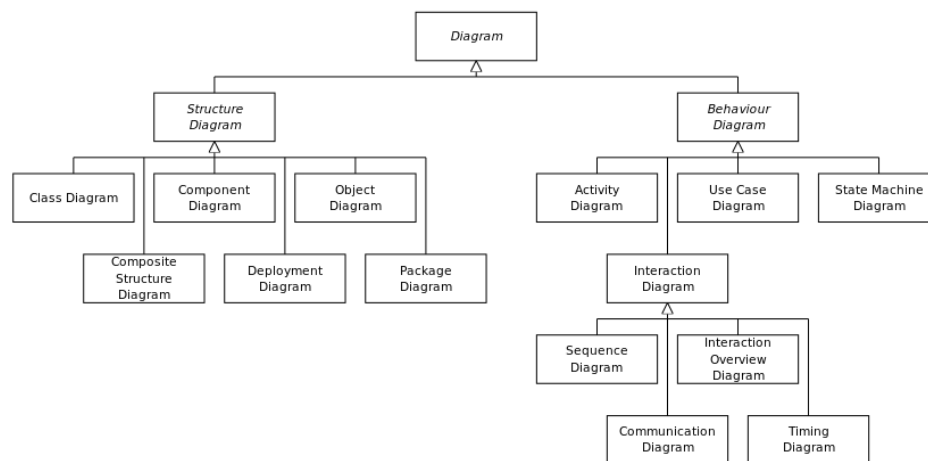 Diagram
Structure
Diagram
Behaviour
Diagram
Class Diagram
Component
Diagram
Object
Diagram
Activity
Diagram
Use Case
Diagram
State Machine
Diagram
Composite
Structure
Diagram
Deployment
Diagram
Package
Diagram
Interaction
Diagram
Sequence
Diagram
Interaction
Overview
Diagram
Communication
Diagram
Timing
Diagram